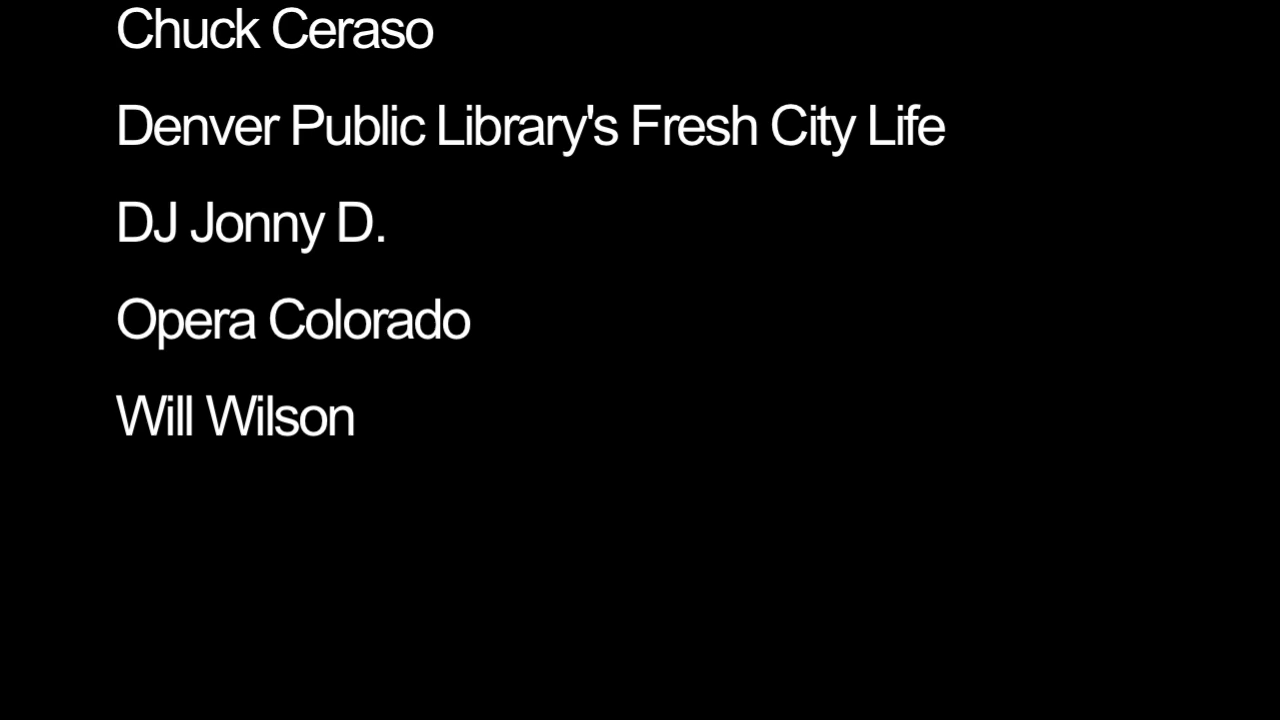 Chuck Ceraso
Denver Public Library's Fresh City Life
DJ Jonny D.
Opera Colorado
Will Wilson